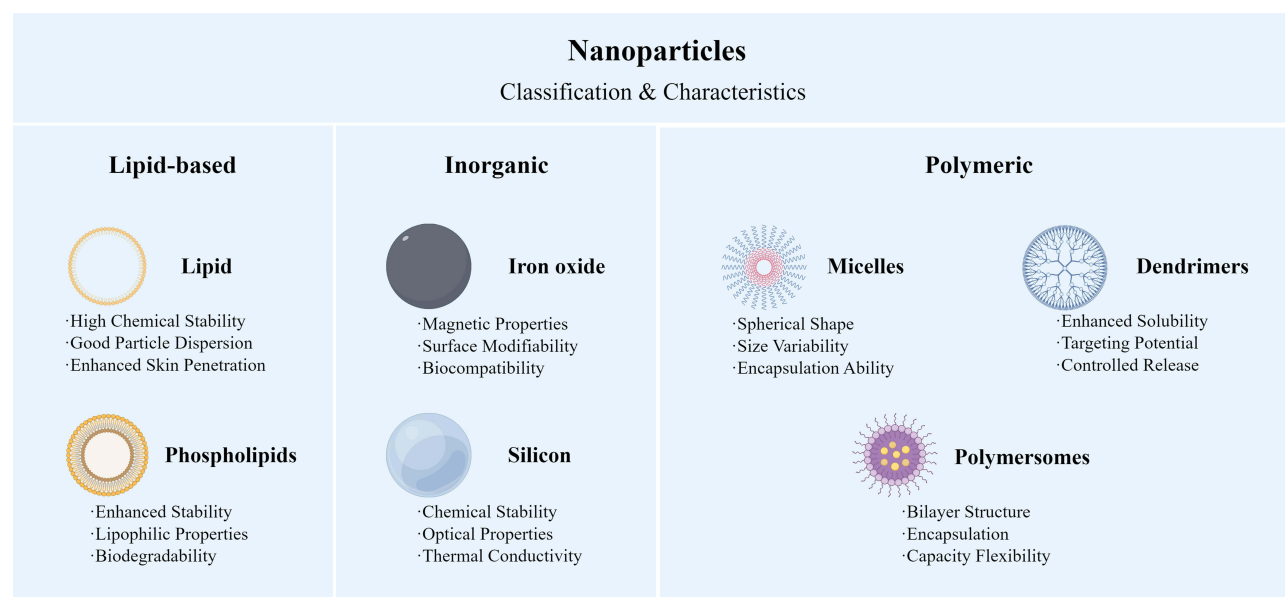 Nanoparticles
Classification & Characteristics
Lipid-based
Lipid
·High Chemical Stability
·Good Particle Dispersion
·Enhanced Skin Penetration
Phospholipids
·Enhanced Stability
·Lipophilic Properties
·Biodegradability
Inorganic
Iron oxide
·Magnetic Properties
·Surface Modifiability
·Biocompatibility
Silicon
·Chemical Stability
·Optical Properties
·Thermal Conductivity
Polymeric
Micelles
·Spherical Shape
·Size Variability
·Encapsulation Ability
Dendrimers
·Enhanced Solubility
·Targeting Potential
·Controlled Release
Polymersomes
·Bilayer Structure
·Encapsulation
·Capacity Flexibility